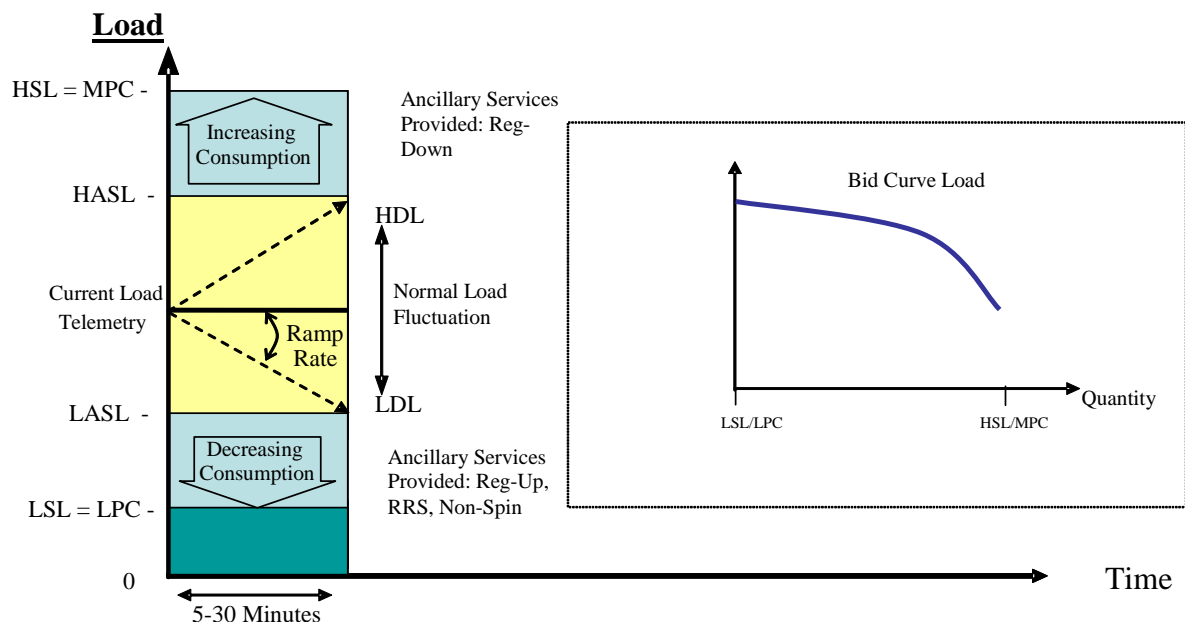 Load
HSL = MPC -
Increasing
Consumption
Ancillary Services
Provided: Reg-
Down
HASL -
HDL
Current Load
Telemetry
Normal Load
Fluctuation
Ramp
Rate
LASL -
LDL
Decreasing
Consumption
Ancillary Services
Provided: Reg-Up,
RRS, Non-Spin
LSL = LPC -
0
Time
5-30 Minutes
Bid Curve Load
Quantity
LSL/LPC
HSL/MPC